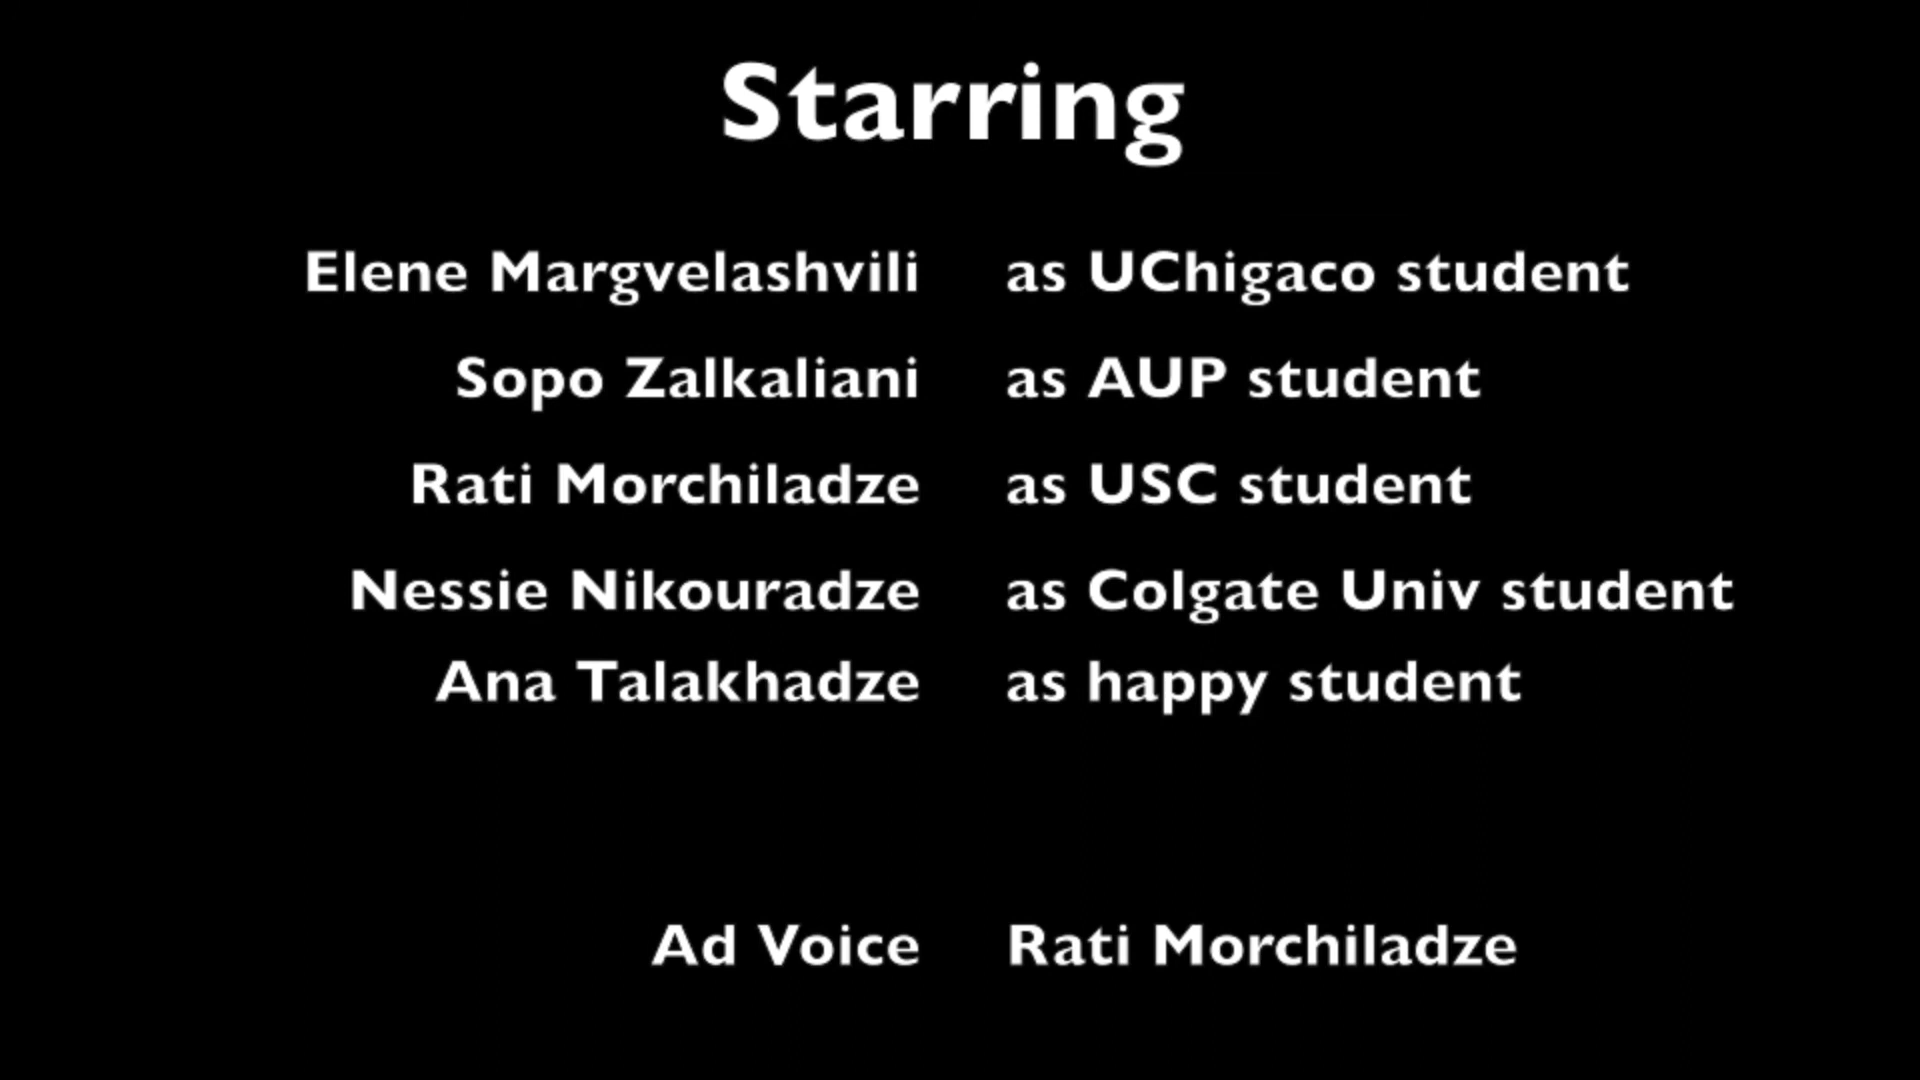 Starring
Elene Margvelashvili as UChigaco student
Sopo Zalkaliani as AUP student
Rati Morchiladze as USC student
Nessie Nikouradze as Colgate Univ student
Ana Talakhadze as happy student
Ad Voice Rati Morchiladze